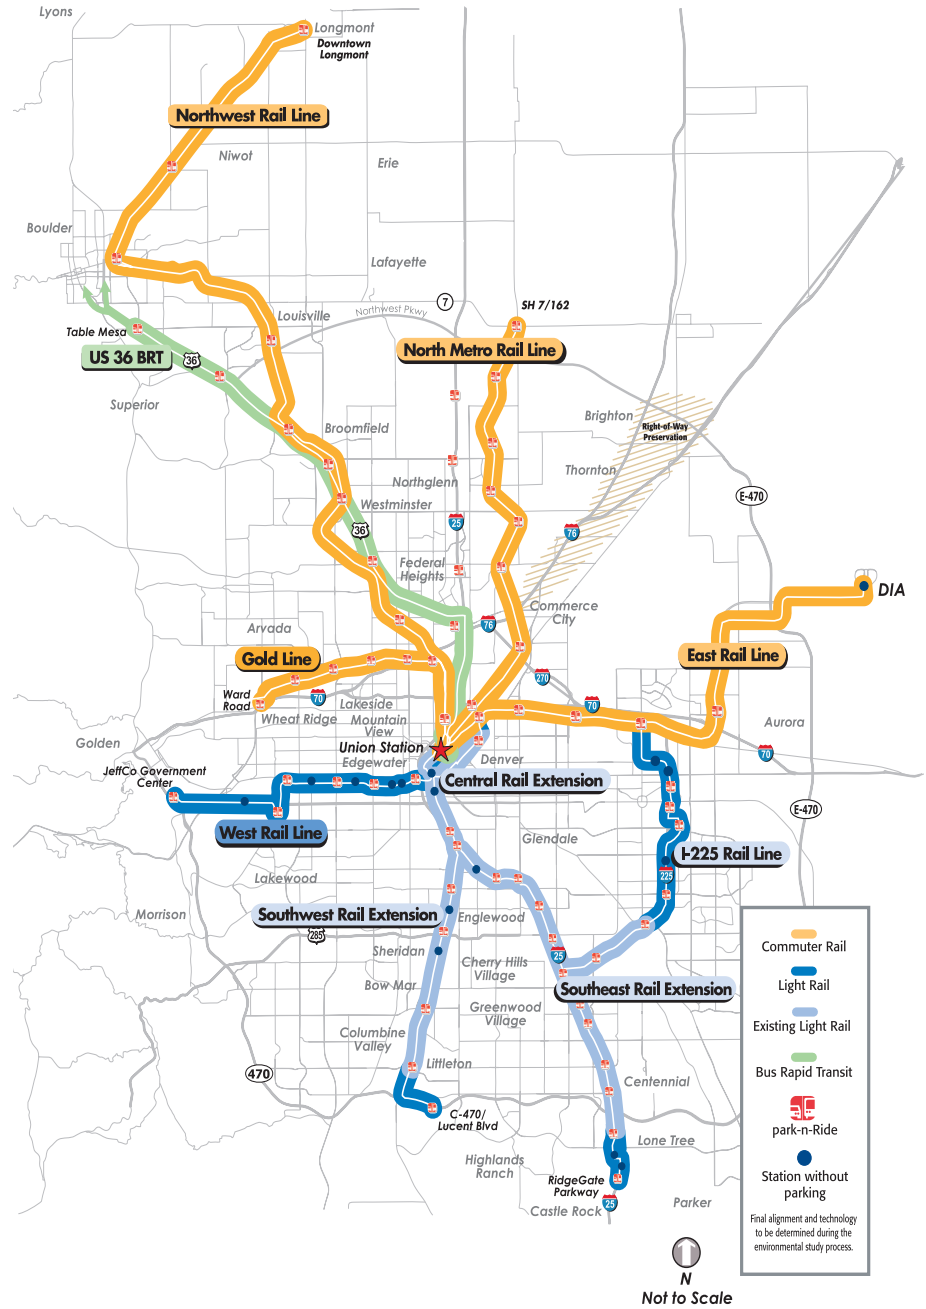 Lyons
Longmont
Downtown
Longmont
Northwest Rail Line
Niwot
Erie
Boulder
Lafayette
7
SH 7/162
Northwest Pkwy
Louisville
Table Mesa
US 36 BRT
36
North Metro Rail Line
Superior
Brighton
Right-of-Way
Preservation
Broomfield
Thornton
Northglenn
E-470
Westminster
25
36
76
Federal
Heights
DIA
Commerce
City
76
Arvada
Gold Line
East Rail Line
270
Ward
Road
70
Lakeside
70
Wheat Ridge
Mountain
View
Aurora
Golden
Union Station
Edgewater
Denver
70
JeffCo Government
Center
Central Rail Extension
E-470
West Rail Line
Glendale
I-225 Rail Line
Lakewood
225
Morrison
Southwest Rail Extension
Englewood
285
Sheridan
25
Cherry Hills
Village
Bow Mar
Southeast Rail Extension
Greenwood
Village
Columbine
Valley
Littleton
470
Centennial
C-470/
Lucent Blvd
Lone Tree
Highlands
Ranch
RidgeGate
Parkway
25
Castle Rock
Parker
Commuter Rail
Light Rail
Existing Light Rail
Bus Rapid Transit
park-n-Ride
Station without
parking
Final alignment and technology
to be determined during the
environmental study process.
N
Not to Scale